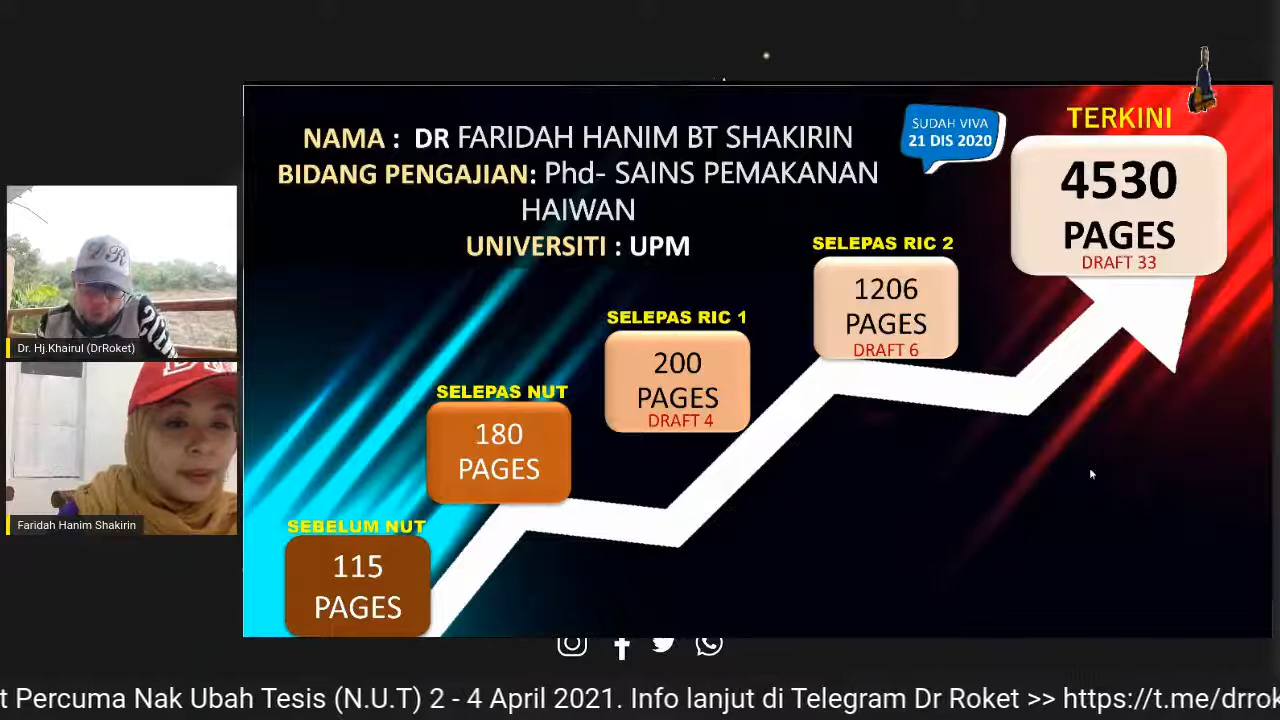 NAMA : DR FARIDAH HANIM BT SHAKIRIN
BIDANG PENGAJIAN: Phd- SAINS PEMAKANAN
HAIWAN
UNIVERSITI : UPM
SUDAH VIVA
21 DIS 2020
TERKINI
4530
PAGES
DRAFT 33
SELEPAS RIC 2
1206
PAGES
DRAFT 6
SELEPAS RIC 1
200
PAGES
DRAFT 4
SELEPAS NUT
180
PAGES
SEBELUM NUT
115
PAGES
Dr. Hj.Khairul (DrRoket)
Faridah Hanim Shakirin
t Percuma Nak Ubah Tesis (N.U.T) 2 - 4 April 2021. Info lanjut di Telegram Dr Roket >> https://t.me/drrok